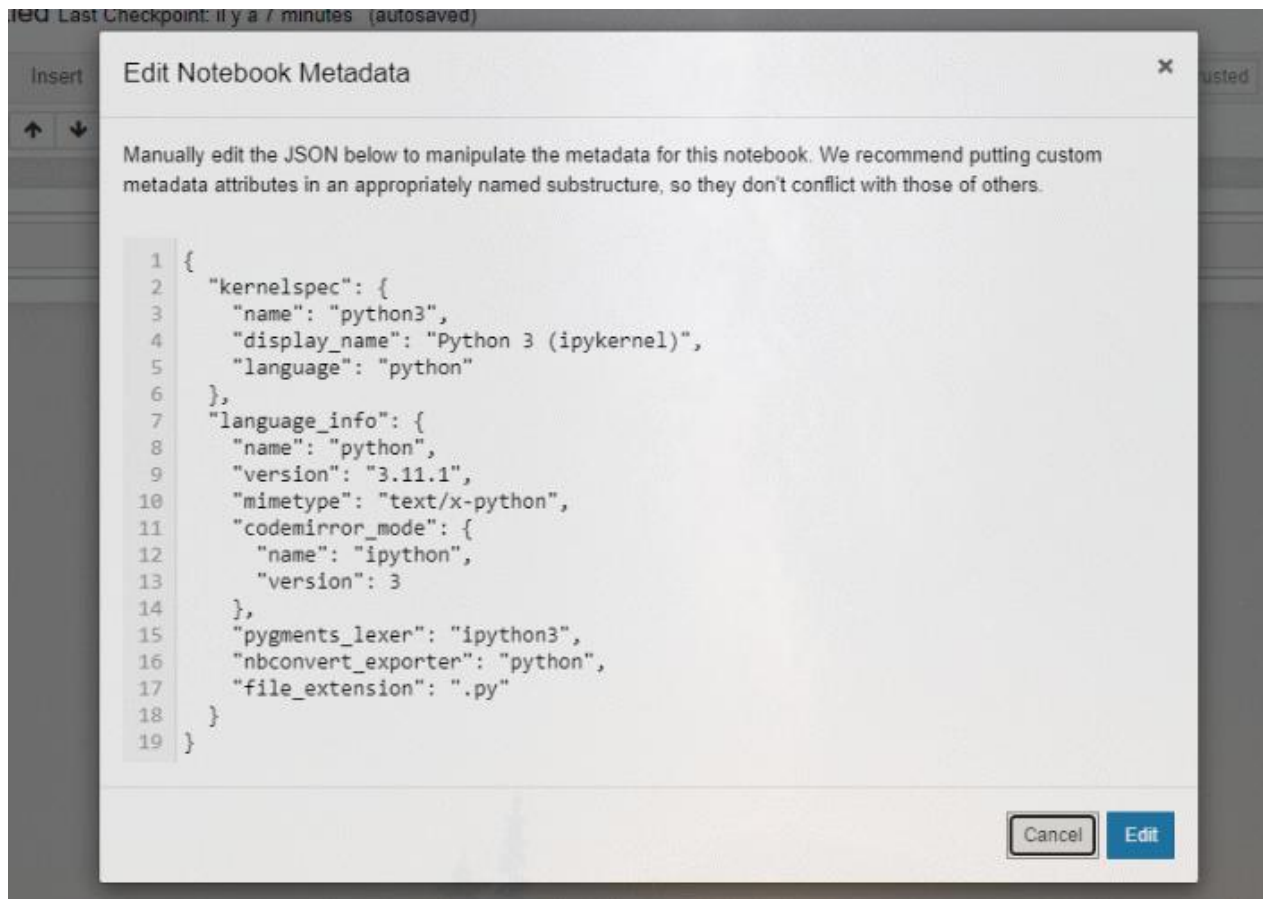 Last Checkpoint: il y a 7 minutes (autosaved)
Insert
Edit Notebook Metadata
×
Manually edit the JSON below to manipulate the metadata for this notebook. We recommend putting custom
metadata attributes in an appropriately named substructure, so they don't conflict with those of others.
1 {
2   "kernelspec": {
3     "name": "python3",
4     "display_name": "Python 3 (ipykernel)",
5     "language": "python"
6   },
7   "language_info": {
8     "name": "python",
9     "version": "3.11.1",
10     "mimetype": "text/x-python",
11     "codemirror_mode": {
12       "name": "ipython",
13       "version": 3
14     },
15     "pygments_lexer": "ipython3",
16     "nbconvert_exporter": "python",
17     "file_extension": ".py"
18   }
19 }
Cancel
Edit